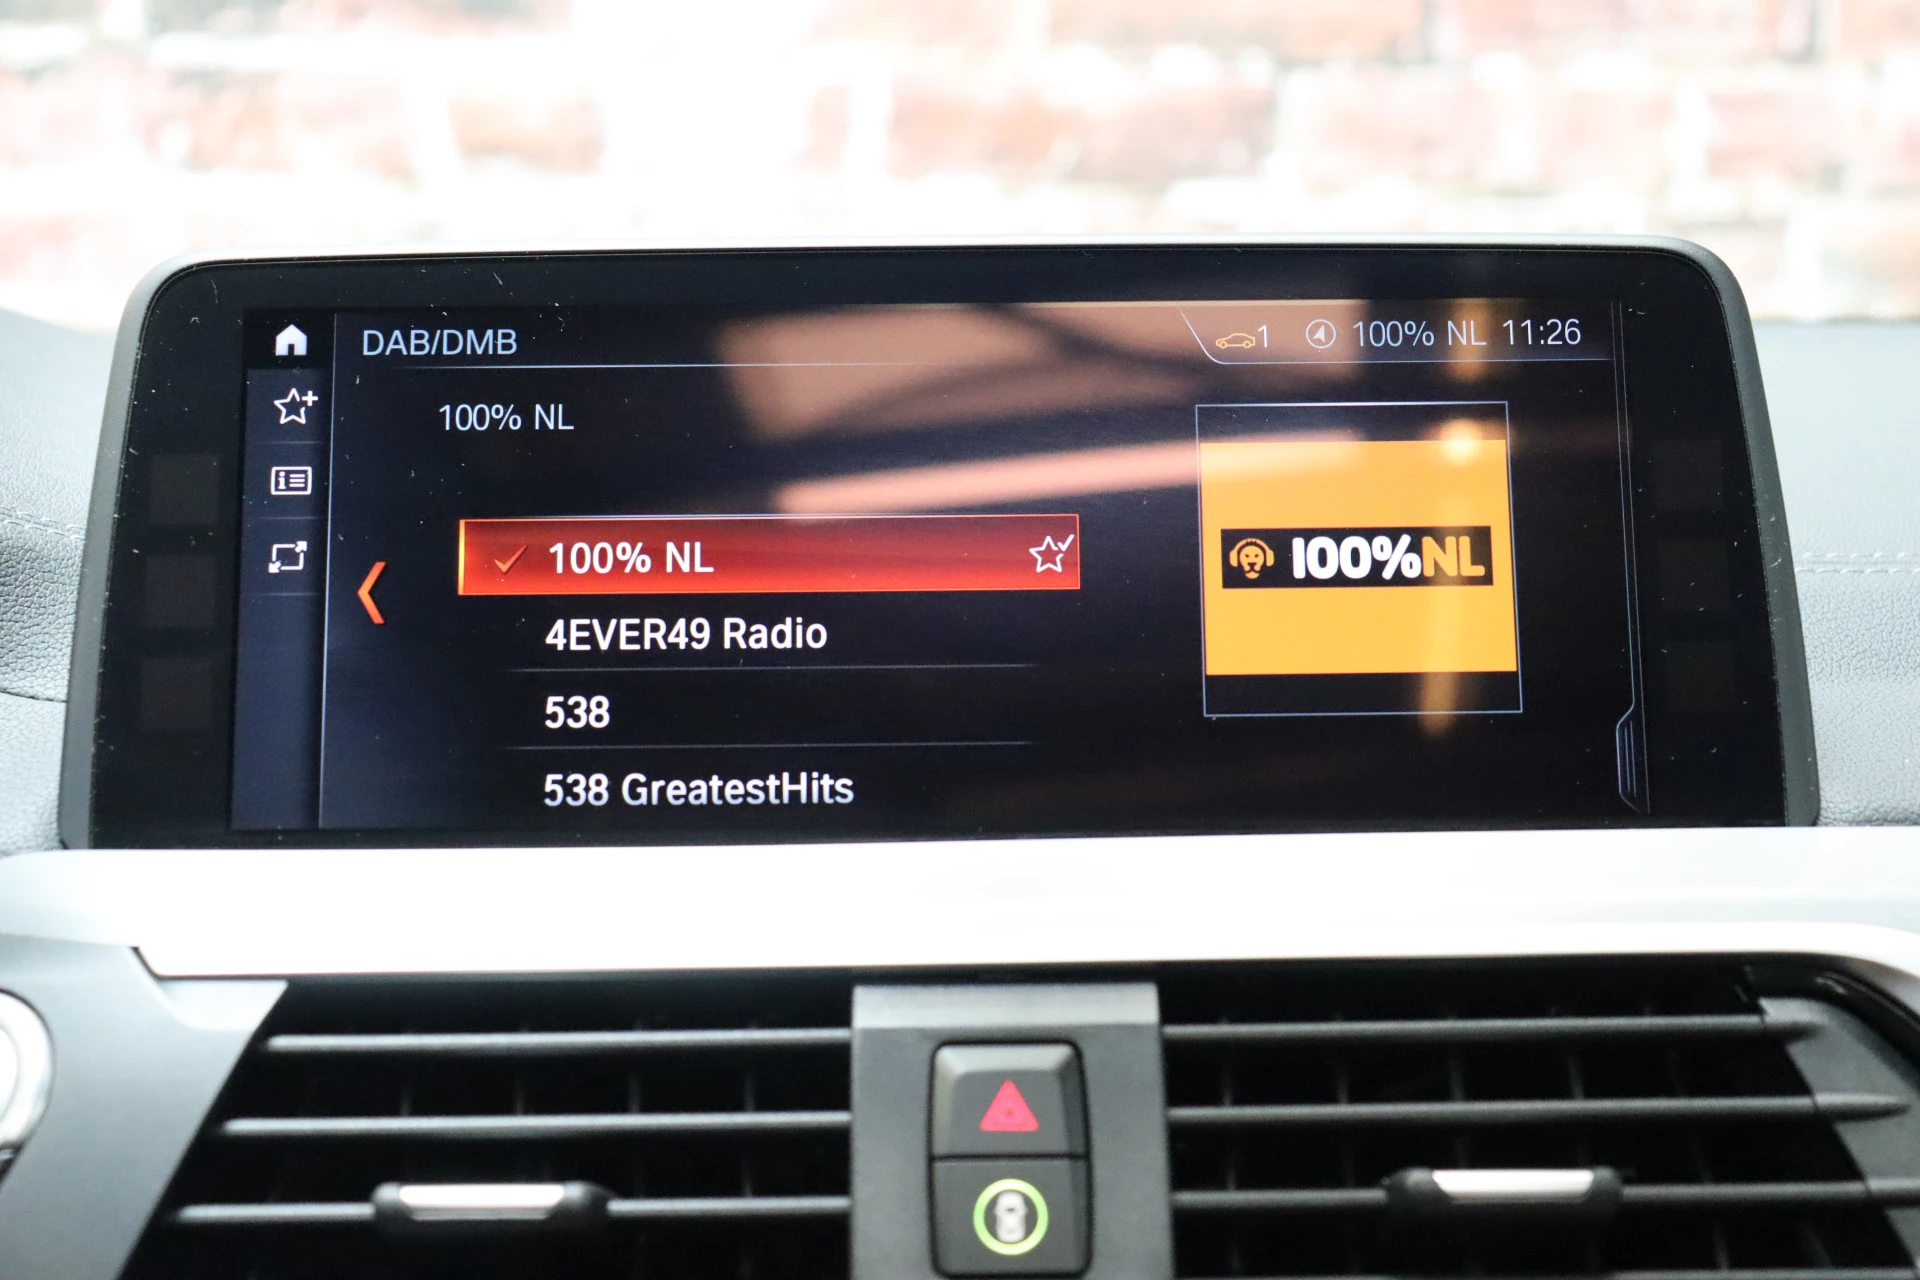 DAB/DMB
1 100% NL 11:26
100% NL
100% NL
4EVER49 Radio
538
538 GreatestHits
100%NL